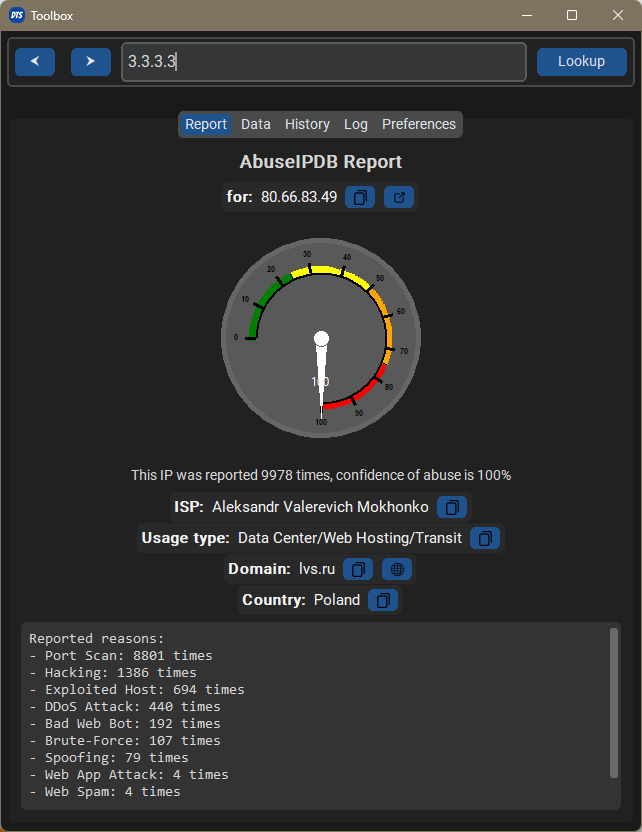 DTS Toolbox
3.3.3.3 Lookup
Report Data History Log Preferences
AbuseIPDB Report
for: 80.66.83.49
0
10
20
30
40
50
60
70
80
90
100
100
This IP was reported 9978 times, confidence of abuse is 100%
ISP: Aleksandr Valerevich Mokhonko
Usage type: Data Center/Web Hosting/Transit
Domain: lvs.ru
Country: Poland
Reported reasons:
- Port Scan: 8801 times
- Hacking: 1386 times
- Exploited Host: 694 times
- DDoS Attack: 440 times
- Bad Web Bot: 192 times
- Brute-Force: 107 times
- Spoofing: 79 times
- Web App Attack: 4 times
- Web Spam: 4 times